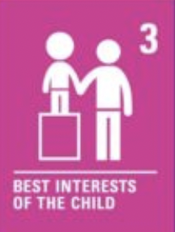 3
BEST INTERESTS
OF THE CHILD